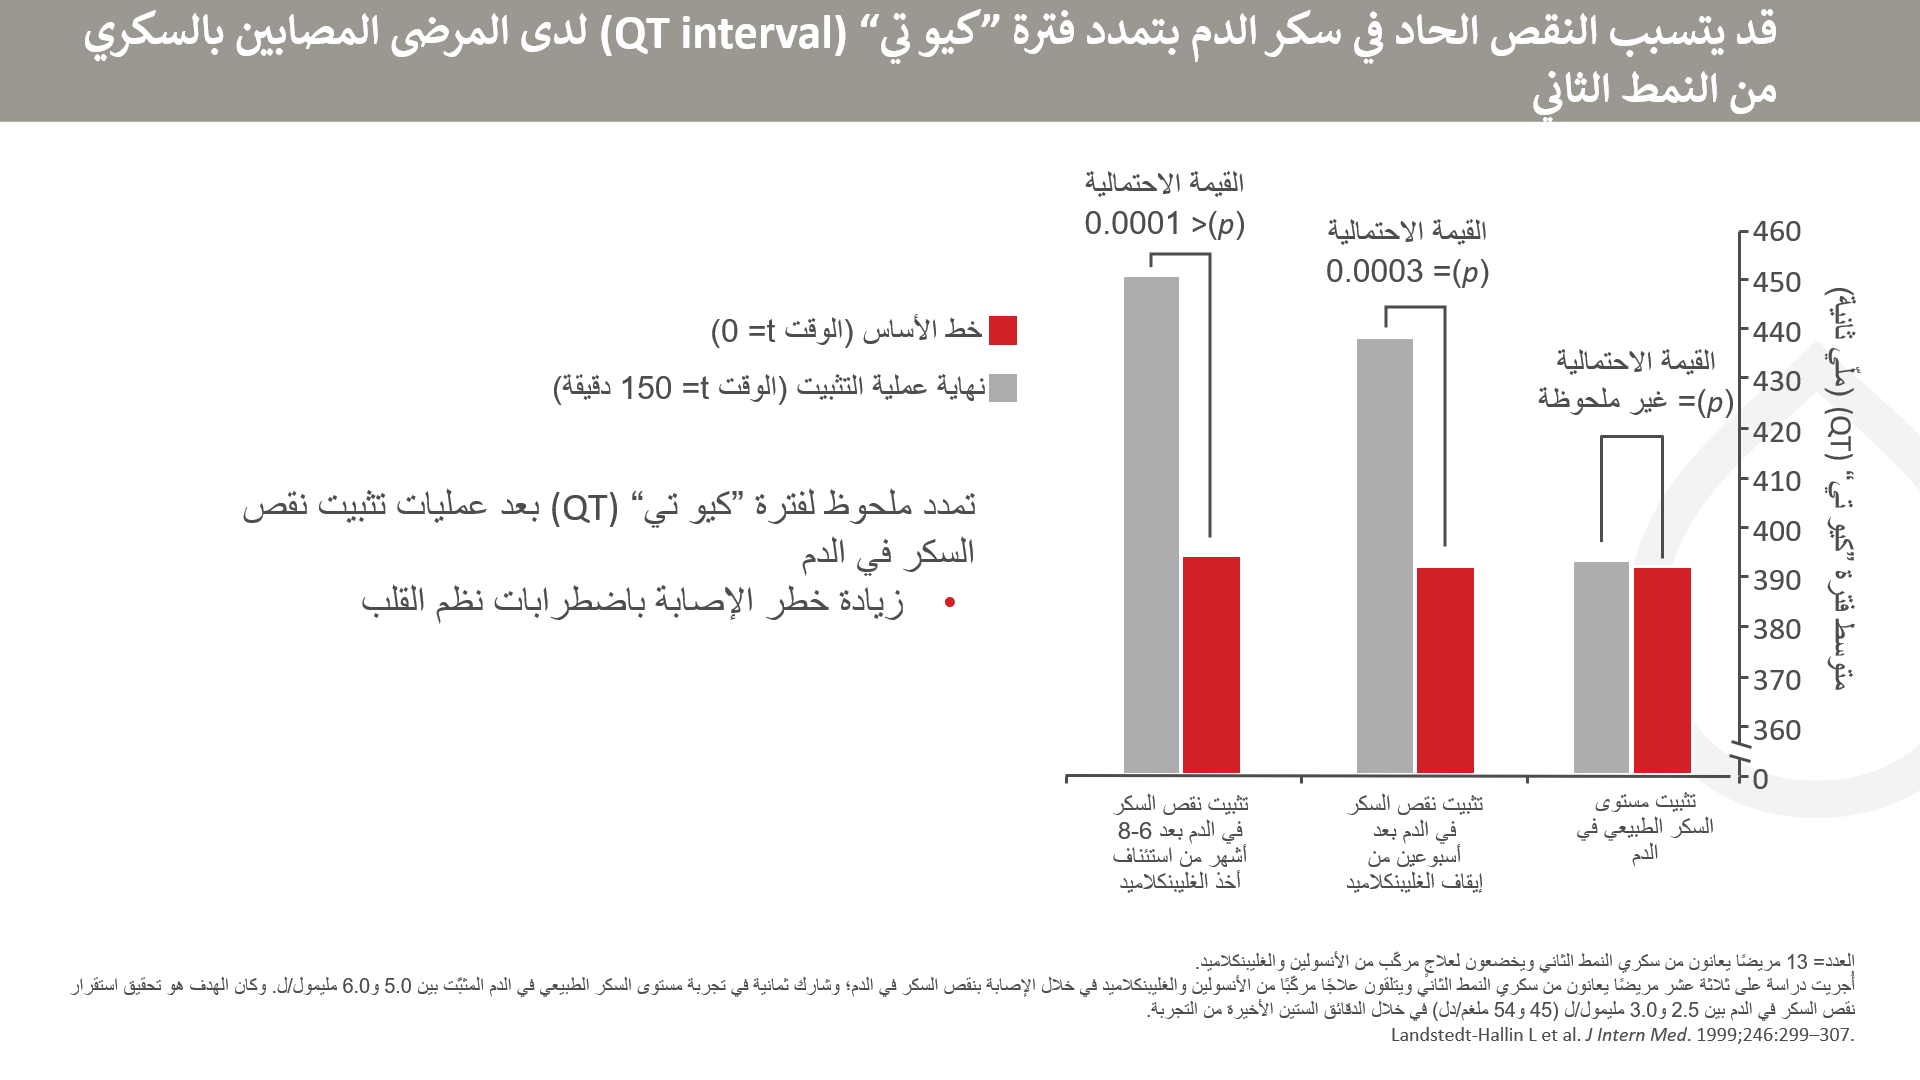 قد يتسبب النقص الحاد في سكر الدم بتمدد فترة ”كيو تي“ (QT interval) لدى المرضى المصابين بالسكري
من النمط الثاني
القيمة الاحتمالية
(p)< 0.0001
القيمة الاحتمالية
(p)= 0.0003
القيمة الاحتمالية
(p)= غير ملحوظة
460
450
440
430
420
410
400
390
380
370
360
0
متوسط فترة ”كيو تي“ (QT) (ملّي ثانية)
خط الأساس (الوقت t= 0)
نهاية عملية التثبيت (الوقت t= 150 دقيقة)
تمدد ملحوظ لفترة ”كيو تي“ (QT) بعد عمليات تثبيت نقص
السكر في الدم
• زيادة خطر الإصابة باضطرابات نظم القلب
تثبيت مستوى
السكر الطبيعي في
الدم
تثبيت نقص السكر
في الدم بعد
أسبوعين من
إيقاف الغليبنكلاميد
تثبيت نقص السكر
في الدم بعد 6-8
أشهر من استئناف
أخذ الغليبنكلاميد
العدد= 13 مريضًا يعانون من سكري النمط الثاني ويخضعون لعلاجٍ مركّب من الأنسولين والغليبنكلاميد.
أُجريت دراسة على ثلاثة عشر مريضًا يعانون من سكري النمط الثاني ويتلقون علاجًا مركّبًا من الأنسولين والغليبنكلاميد في خلال الإصابة بنقص السكر في الدم؛ وشارك ثمانية في تجربة مستوى السكر الطبيعي في الدم المثبَّت بين 5.0 و6.0 مليمول/ل. وكان الهدف هو تحقيق استقرار
نقص السكر في الدم بين 2.5 و3.0 مليمول/ل (45 و54 ملغم/دل) في خلال الدقائق الستين الأخيرة من التجربة.
Landstedt-Hallin L et al. J Intern Med. 1999;246:299–307.